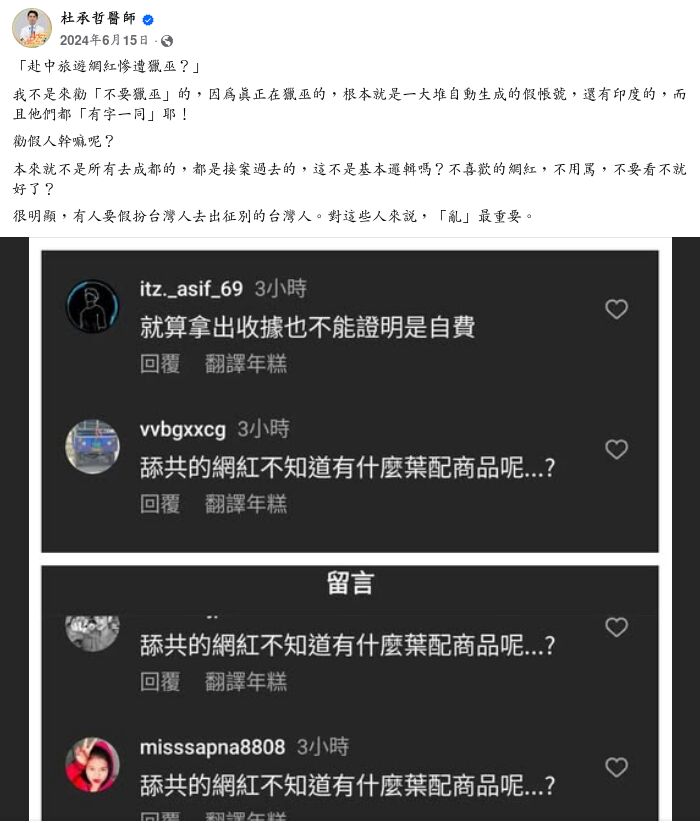 杜承哲醫師
2024年6月15日 ·
「赴中旅遊網紅慘遭獵巫？」
我不是來勸「不要獵巫」的，因為真正在獵巫的，根本就是一大堆自動生成的假帳號，還有印度的，而
且他們都「有字一同」耶！
勸假人幹嘛呢？
本來就不是所有去成都的，都是接案過去的，這不是基本邏輯嗎？不喜歡的網紅，不用罵，不要看不就
好了？
很明顯，有人要假扮台灣人去出征別的台灣人。對這些人來說，「亂」最重要。
itz._asif_69 3小時
就算拿出收據也不能證明是自費
回覆 翻譯年糕
vvbgxxcg 3小時
舔共的網紅不知道有什麼葉配商品呢...?
回覆 翻譯年糕
留言
舔共的網紅不知道有什麼葉配商品呢...?
回覆 翻譯年糕
misssapna8808 3小時
舔共的網紅不知道有什麼葉配商品呢...?
回覆 翻譯年糕